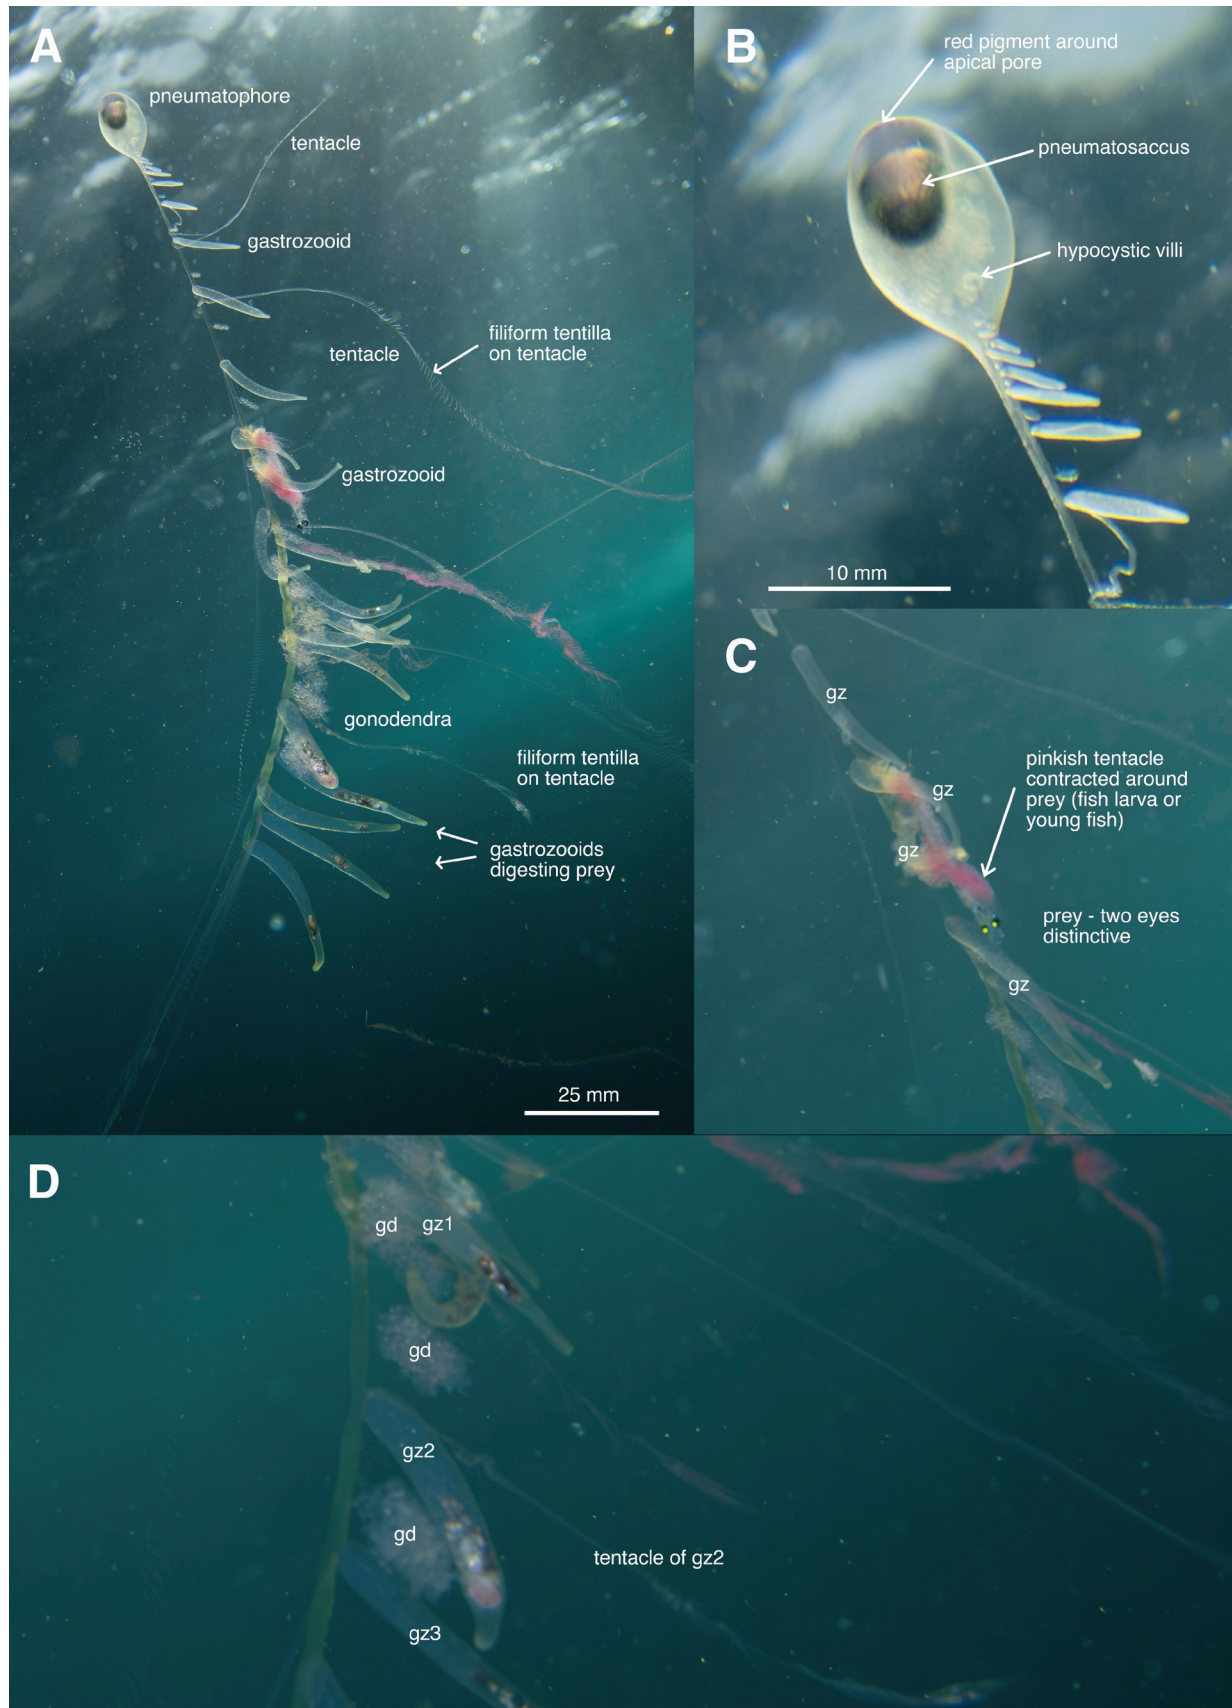 A
pneumatophore
tentacle
gastrozooid
filiform tentilla
on tentacle
tentacle
gastrozooid
gonodendra
filiform tentilla
on tentacle
gastrozooids
digesting prey
25 mm
B
red pigment around
apical pore
pneumatosaccus
hypocystic villi
10 mm
C
gz
pinkish tentacle
contracted around
prey (fish larva or
young fish)
gz
gz
prey - two eyes
distinctive
gz
D
gd
gz1
gd
gz2
gd
tentacle of gz2
gz3